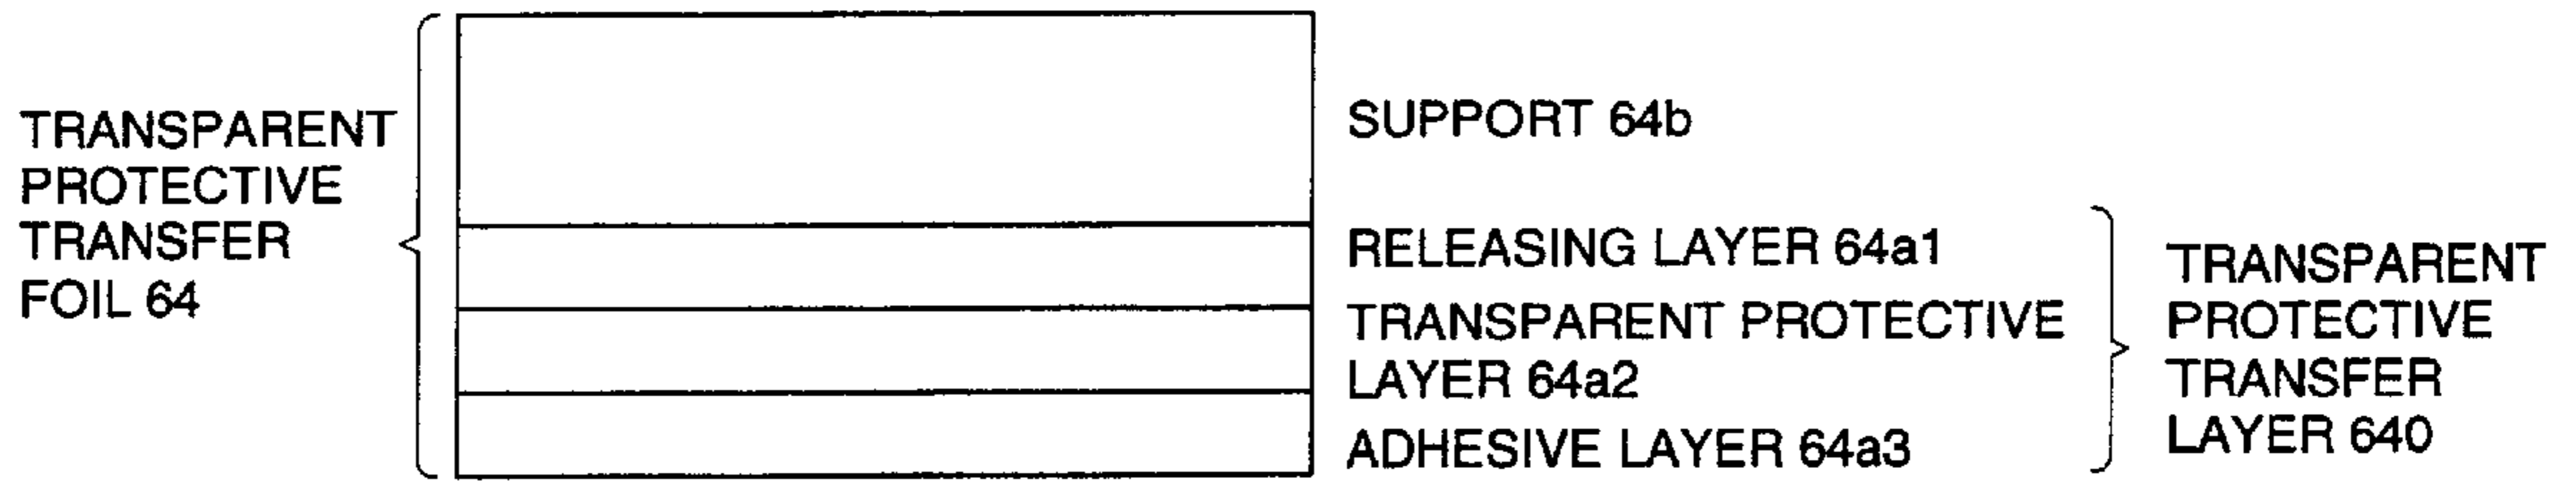 TRANSPARENT
PROTECTIVE
TRANSFER
FOIL 64
SUPPORT 64b
RELEASING LAYER 64a1
TRANSPARENT PROTECTIVE
LAYER 64a2
ADHESIVE LAYER 64a3
TRANSPARENT
PROTECTIVE
TRANSFER
LAYER 640